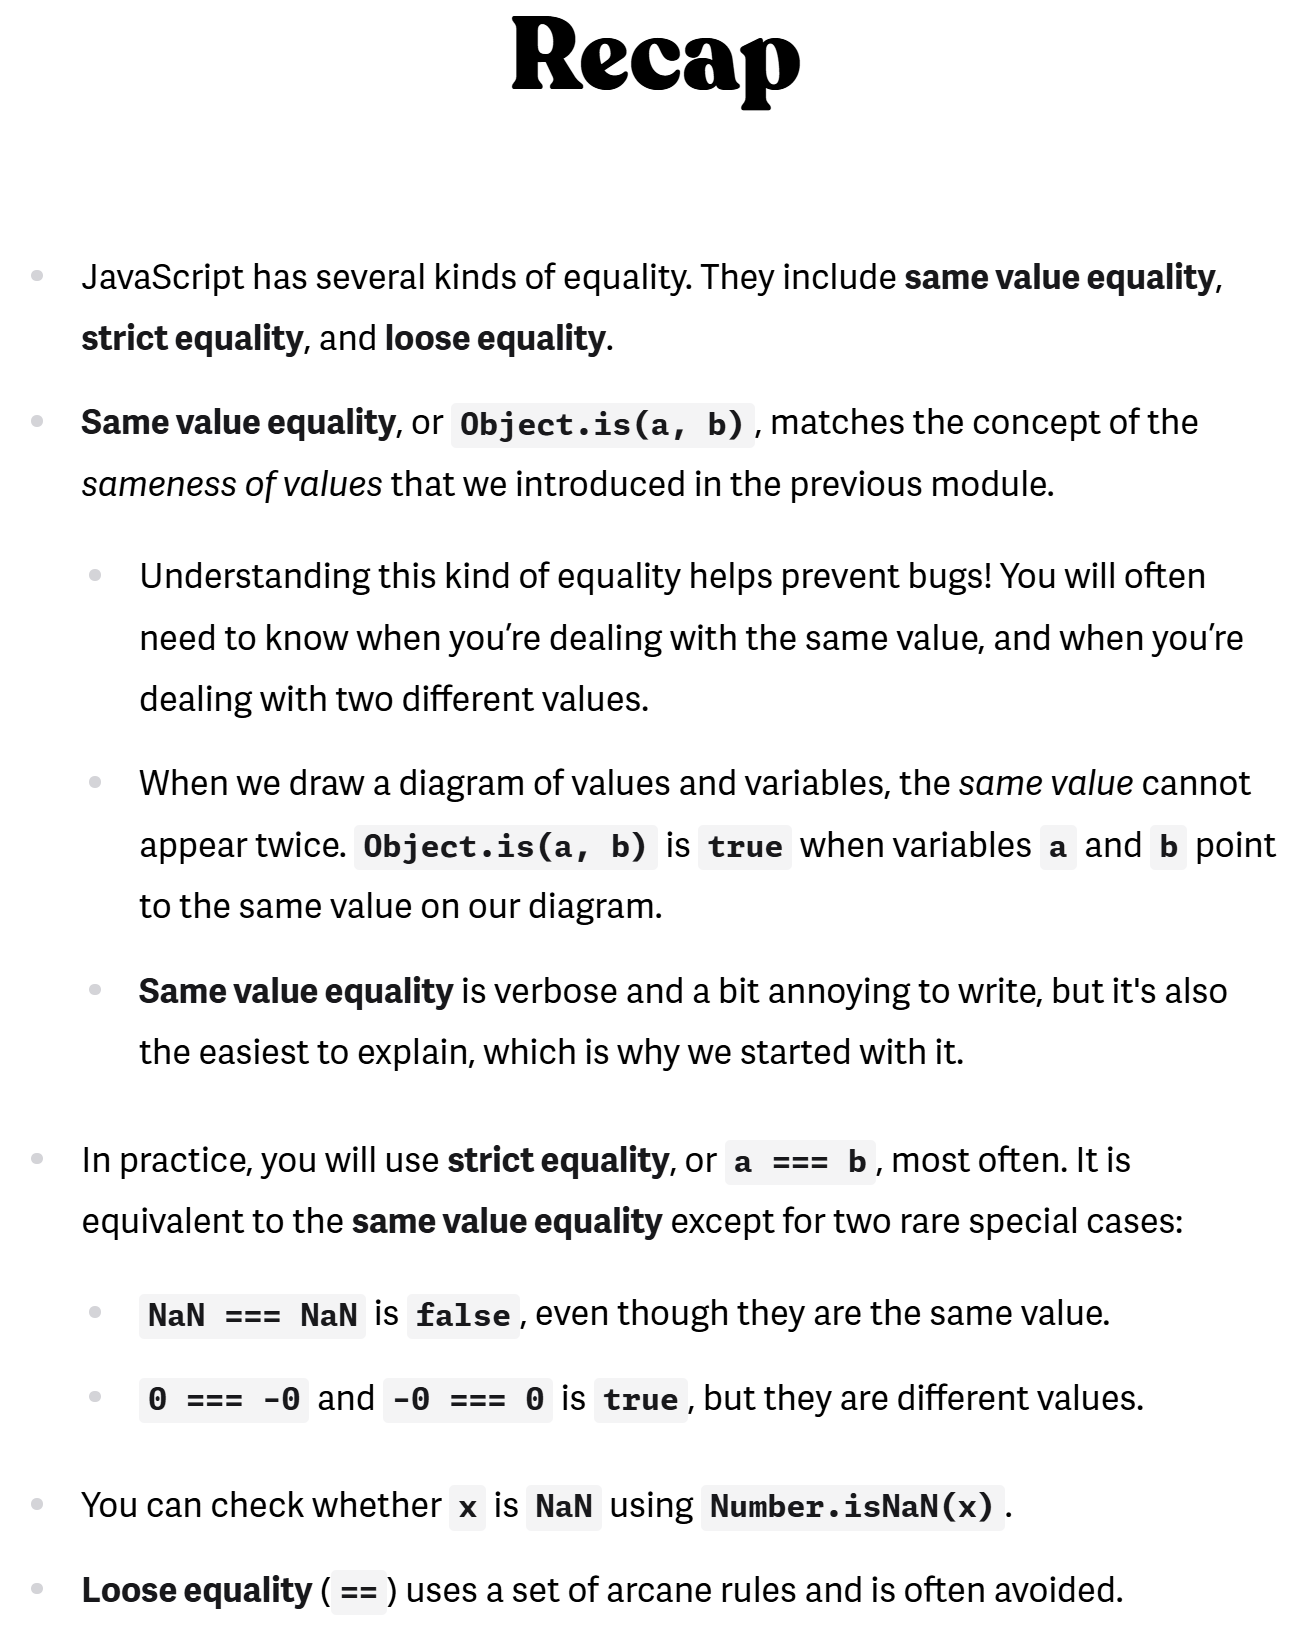 Recap
JavaScript has several kinds of equality. They include same value equality,
strict equality, and loose equality.
Same value equality, or Object.is(a, b), matches the concept of the
sameness of values that we introduced in the previous module.
Understanding this kind of equality helps prevent bugs! You will often
need to know when you’re dealing with the same value, and when you’re
dealing with two different values.
When we draw a diagram of values and variables, the same value cannot
appear twice. Object.is(a, b) is true when variables a and b point
to the same value on our diagram.
Same value equality is verbose and a bit annoying to write, but it's also
the easiest to explain, which is why we started with it.
In practice, you will use strict equality, or a === b, most often. It is
equivalent to the same value equality except for two rare special cases:
NaN === NaN is false, even though they are the same value.
0 === -0 and -0 === 0 is true, but they are different values.
You can check whether x is NaN using Number.isNaN(x).
Loose equality (==) uses a set of arcane rules and is often avoided.